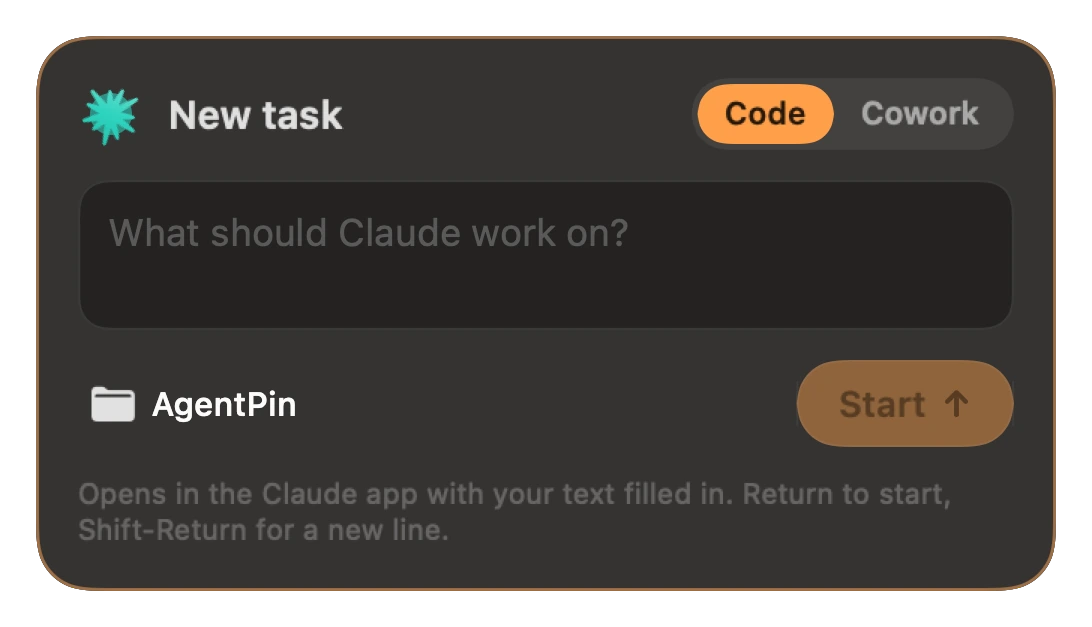 New task
Code
Cowork
What should Claude work on?
AgentPin
Start ↑
Opens in the Claude app with your text filled in. Return to start,
Shift-Return for a new line.